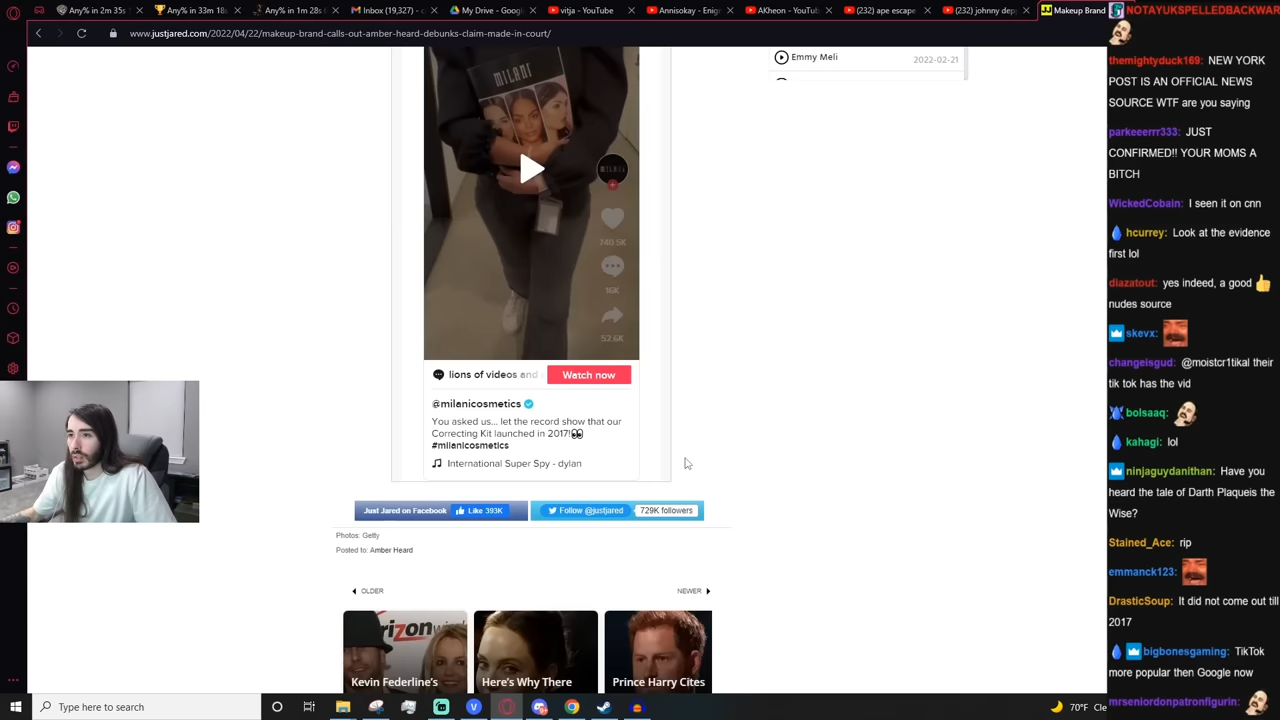 Any% in 2m 35s
Any% in 33m 18s
Any% in 1m 28s
Inbox (19,327) - c
My Drive - Googl
vitja - YouTube
Annisokay - Enigm
AKheon - YouTub
(232) ape escape
(232) johnny dep
Makeup Brand
NOTAYUKSPELLEDBACKWAR
www.justjared.com/2022/04/22/makeup-brand-calls-out-amber-heard-debunks-claim-made-in-court/
Emmy Meli
2022-02-21
MILANI
MILANI
740.5K
16K
52.6K
lions of videos and
Watch now
@milanicosmetics
You asked us... let the record show that our
Correcting Kit launched in 2017!👀
#milanicosmetics
International Super Spy - dylan
Just Jared on Facebook
Like 393K
Follow @justjared
729K followers
Photos: Getty
Posted to: Amber Heard
OLDER
NEWER
rizon
Kevin Federline's
Here's Why There
Prince Harry Cites
themightyduck169: NEW YORK
POST IS AN OFFICIAL NEWS
SOURCE WTF are you saying
parkeeerrr333: JUST
CONFIRMED!! YOUR MOMS A
BITCH
WickedCobain: I seen it on cnn
hcurrey: Look at the evidence
first lol
diazatout: yes indeed, a good 👍
nudes source
skevx:
changeisgud: @moistcr1tikal their
tik tok has the vid
bolsaaq:
kahagi: lol
ninjaguydanithan: Have you
heard the tale of Darth Plaqueis the
Wise?
Stained_Ace: rip
emmanck123:
DrasticSoup: It did not come out till
2017
bigbonesgaming: TikTok
more popular then Google now
mrseniordonpatronfigurin:
Type here to search
70°F Cle